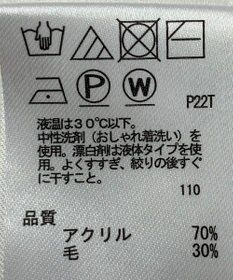 P W P22T
液温は30℃以下。
中性洗剤(おしゃれ着洗い)を
使用。漂白剤は液体タイプを使
用。よくすすぎ、絞りの後すぐ
に干すこと。
110
品質
アクリル 70%
毛 30%